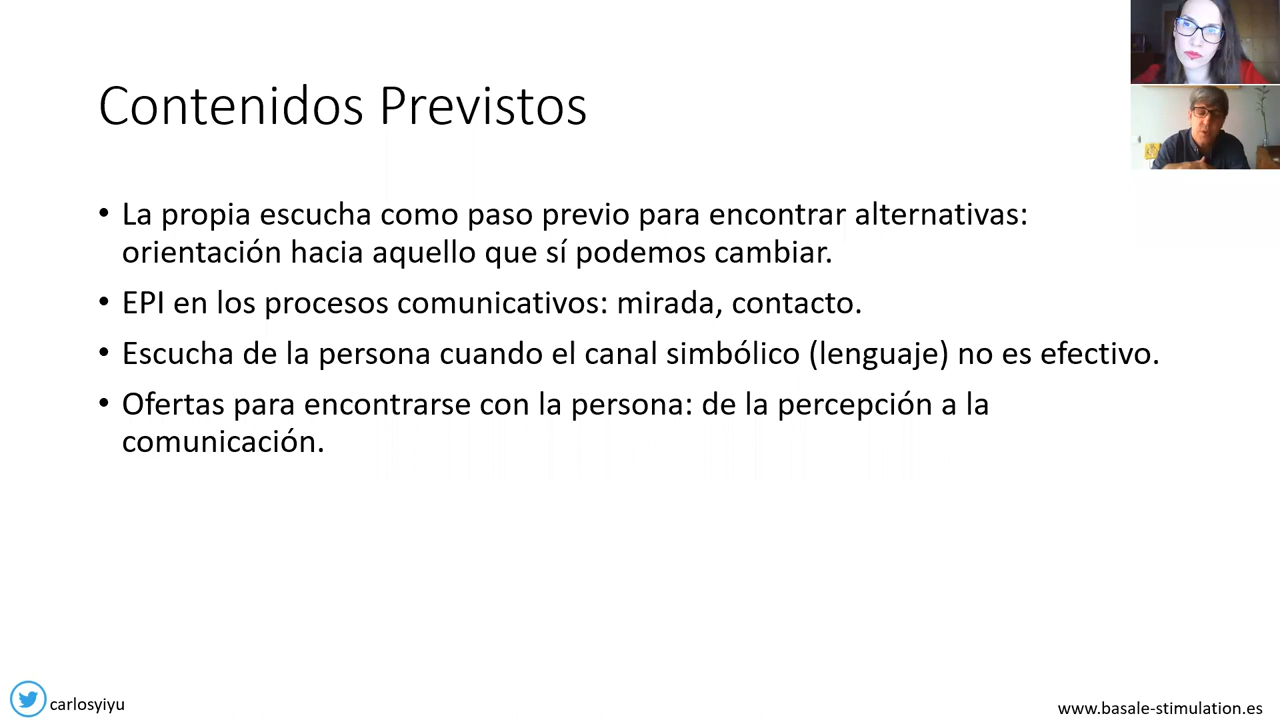 Contenidos Previstos
• La propia escucha como paso previo para encontrar alternativas:
orientación hacia aquello que sí podemos cambiar.
• EPI en los procesos comunicativos: mirada, contacto.
• Escucha de la persona cuando el canal simbólico (lenguaje) no es efectivo.
• Ofertas para encontrarse con la persona: de la percepción a la
comunicación.
carlosyiyu
www.basale-stimulation.es